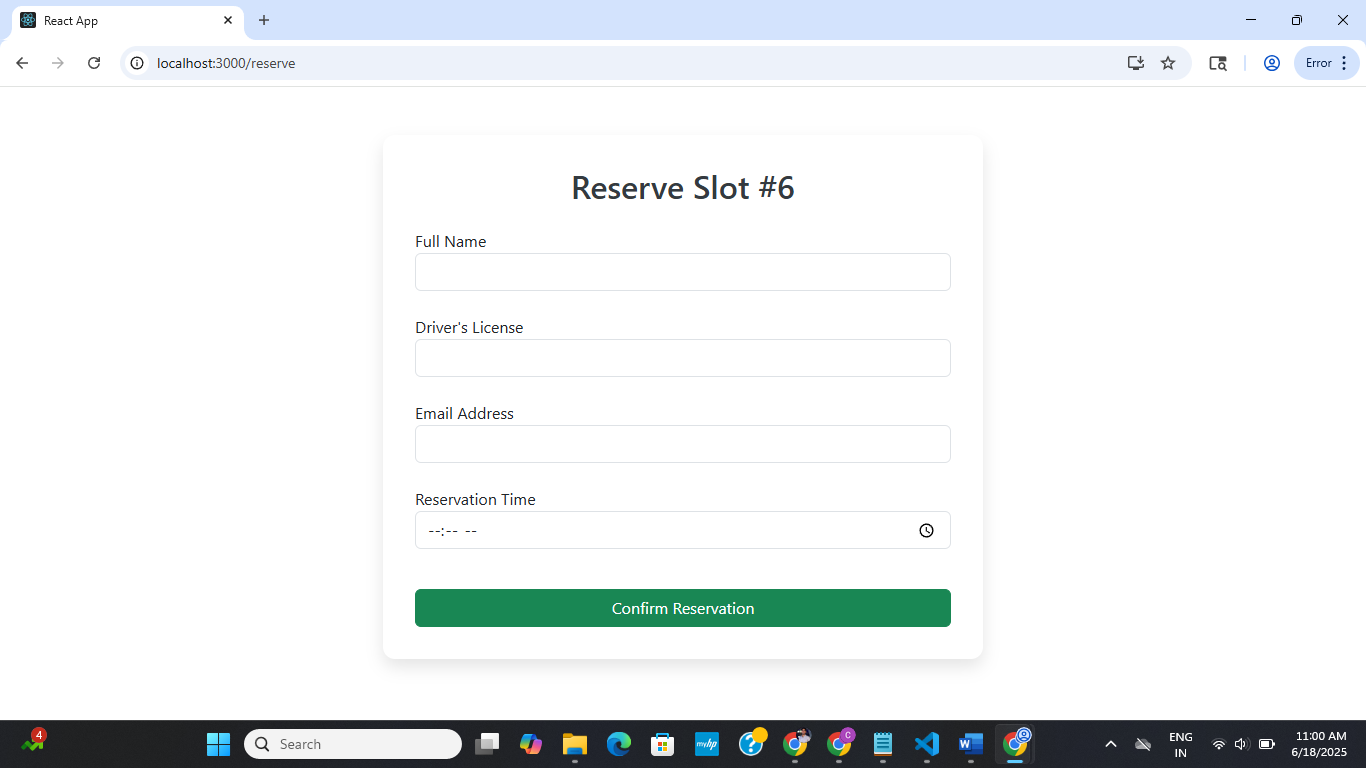 React App
localhost:3000/reserve
Error
Reserve Slot #6
Full Name
Driver's License
Email Address
Reservation Time
--:-- --
Confirm Reservation
4
Search
myhp
?
C
W
ENG
IN
11:00 AM
6/18/2025